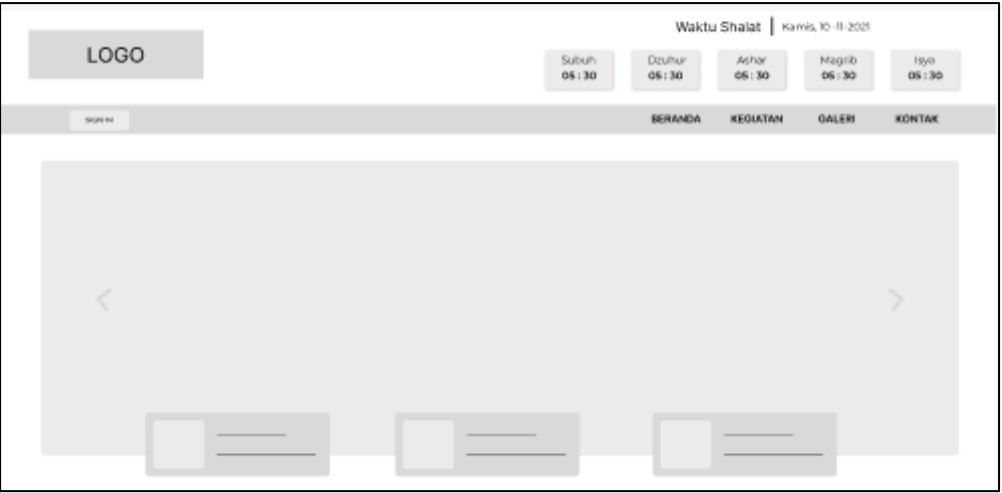 LOGO
Waktu Shalat | Kamis, 10-11-2021
Subuh
05 : 30
Dzuhur
05 : 30
Ashar
05 : 30
Magrib
05 : 30
Isya
05 : 30
SIGN IN
BERANDA
KEGIATAN
GALERI
KONTAK